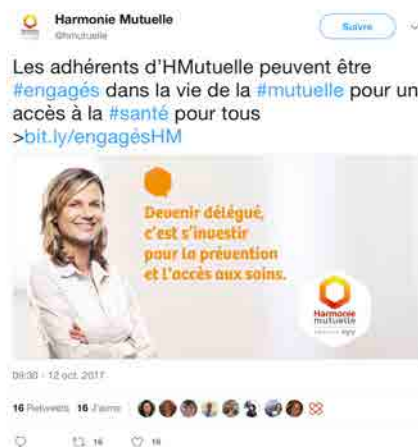 Harmonie Mutuelle
@hmutuelle
Suivre
Les adhérents d'HMutuelle peuvent être
#engagés dans la vie de la #mutuelle pour un
accès à la #santé pour tous
>bit.ly/engagésHM
Devenir délégué,
c'est s'investir
pour la prévention
et l'accès aux soins.
Harmonie
mutuelle
09:30 - 12 oct. 2017
16 Retweets 16 J'aime
16 16